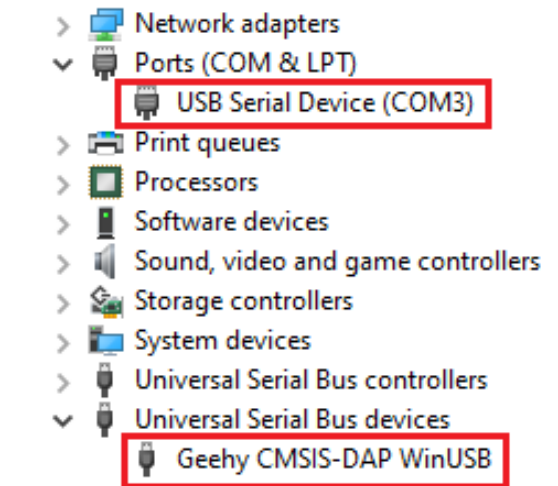 Network adapters
Ports (COM & LPT)
USB Serial Device (COM3)
Print queues
Processors
Software devices
Sound, video and game controllers
Storage controllers
System devices
Universal Serial Bus controllers
Universal Serial Bus devices
Geehy CMSIS-DAP WinUSB